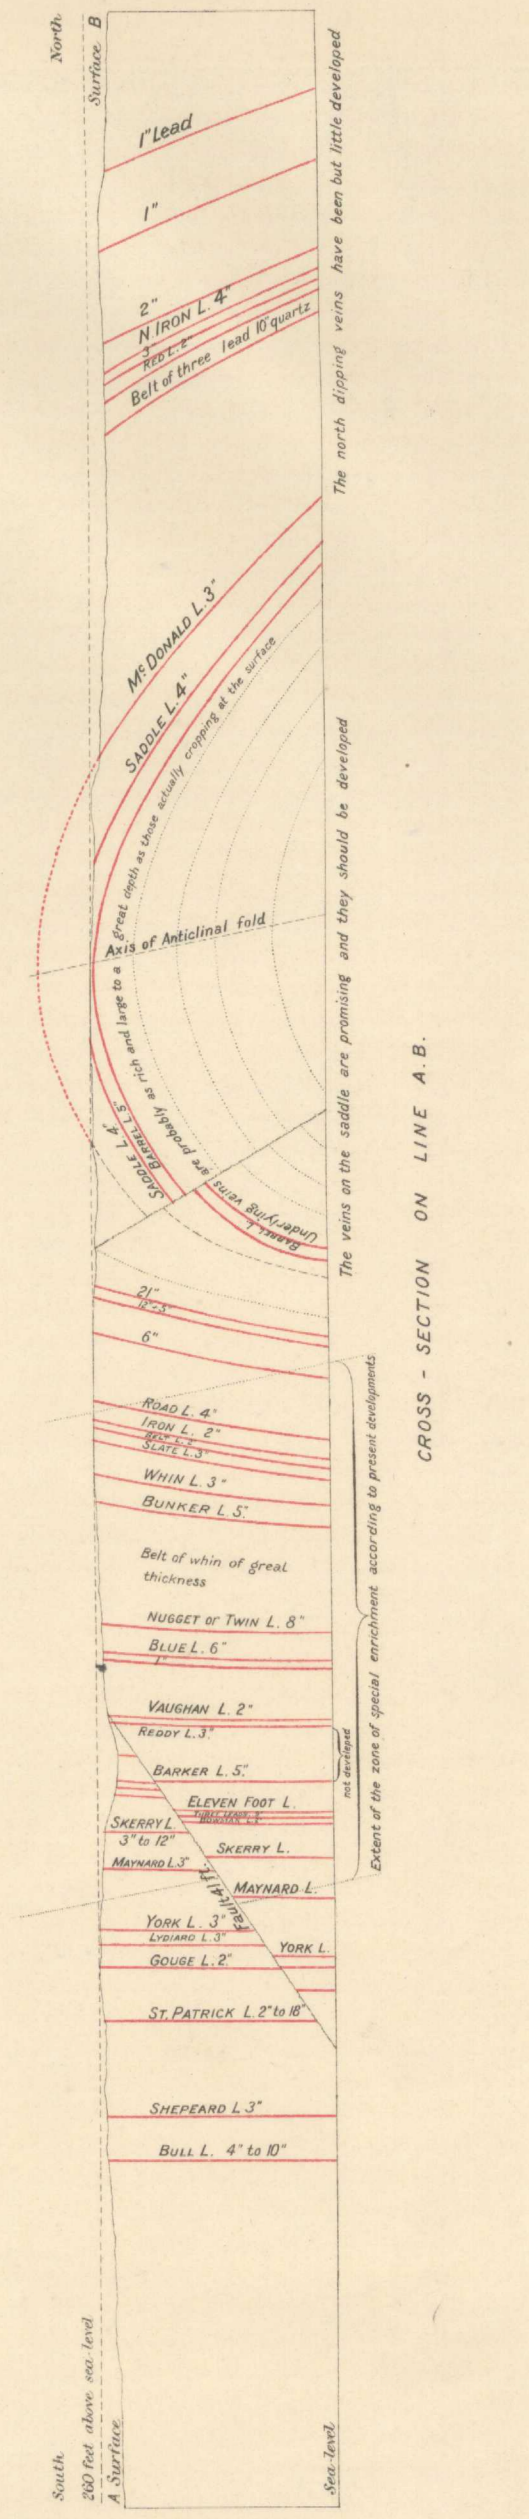 North
Surface B
1" Lead
1"
2"
N. IRON L. 4"
3"
RED L. 2"
Belt of three lead 10" quartz
The north dipping veins have been but little developed
McDONALD L. 3"
SADDLE L. 4"
Underlying veins are probably as rich and large to a great depth as those actually cropping at the surface
Axis of Anticlinal fold
SADDLE L. 4"
BARREL L. 5"
BARREL L.
The veins on the saddle are promising and they should be developed
CROSS - SECTION ON LINE A.B.
21"
12"-5"
6"
ROAD L. 4"
IRON L. 2"
BELT L. 2"
SLATE L. 3"
WHIN L. 3"
BUNKER L. 5"
Belt of whin of great
thickness
NUGGET or TWIN L. 8"
BLUE L. 6"
1"
VAUGHAN L. 2"
REDDY L. 3"
BARKER L. 5"
not developed
ELEVEN FOOT L.
SKERRY L.
3" to 12"
SKERRY L.
MAYNARD L. 3"
MAYNARD L.
Fault 41 ft.
Extent of the zone of special enrichment according to present developments
YORK L. 3"
LYDIARD L. 3"
YORK L.
GOUGE L. 2"
ST. PATRICK L. 2" to 18"
SHEPEARD L 3"
BULL L. 4" to 10"
South
260 feet above sea-level
A Surface
Sea-level